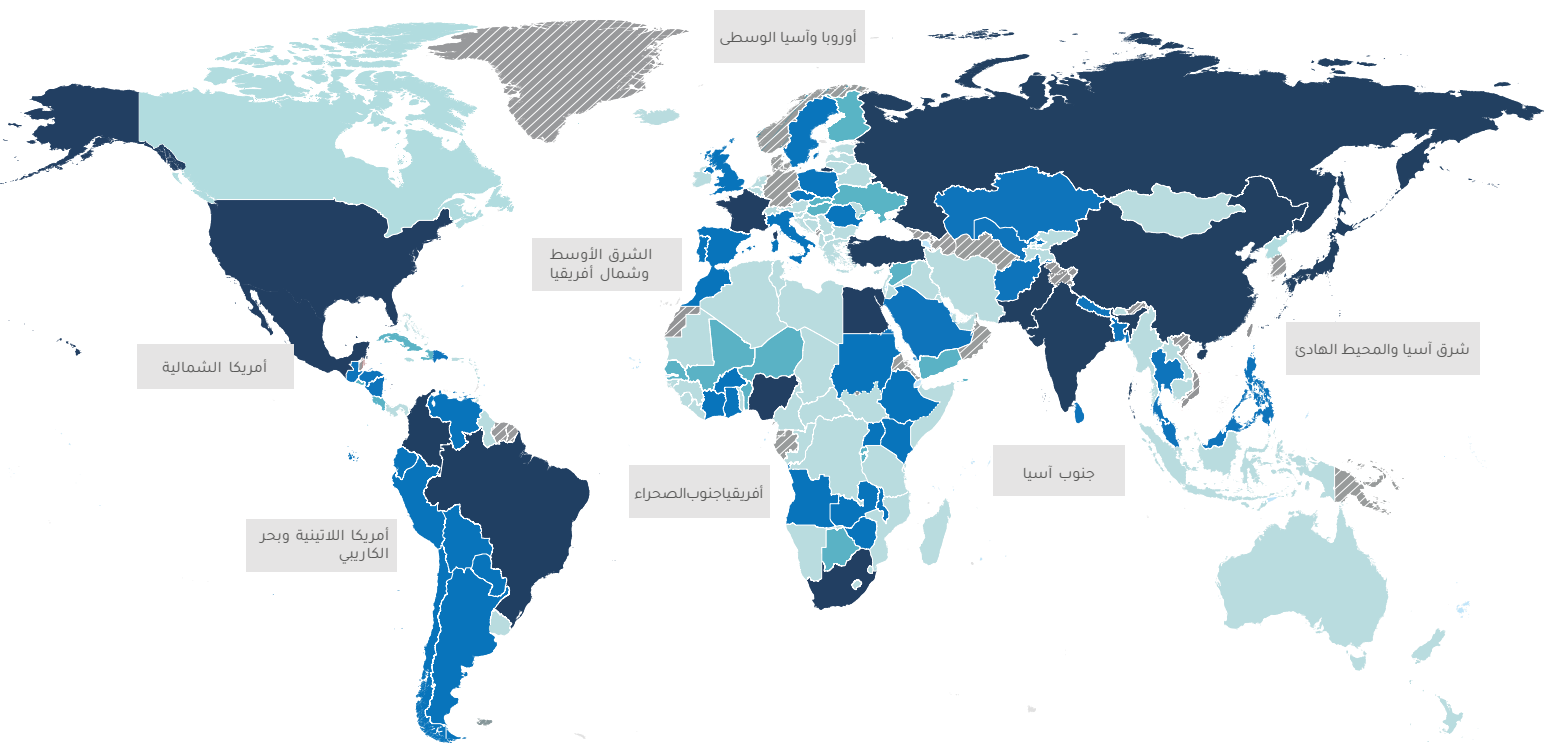 أوروبا وآسيا الوسطى
الشرق الأوسط
وشمال أفريقيا
شرق آسيا والمحيط الهادئ
أمريكا الشمالية
جنوب آسيا
أفريقياجنوبالصحراء
أمريكا اللاتينية وبحر
الكاريبي